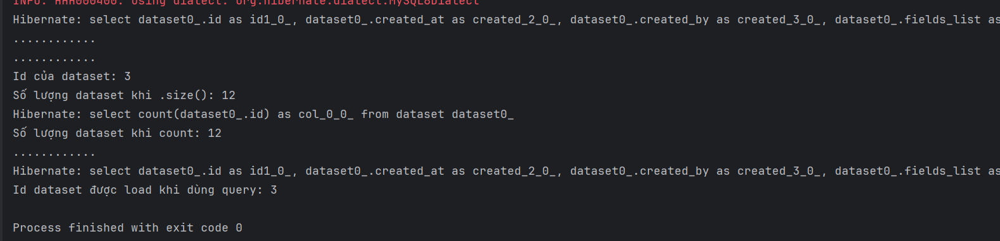 INFO: HHH000400: Using dialect: org.hibernate.dialect.MySQL8Dialect
Hibernate: select dataset0_.id as id1_0_, dataset0_.created_at as created_2_0_, dataset0_.created_by as created_3_0_, dataset0_.fields_list as
............
............
Id của dataset: 3
Số lượng dataset khi .size(): 12
Hibernate: select count(dataset0_.id) as col_0_0_ from dataset dataset0_
Số lượng dataset khi count: 12
............
Hibernate: select dataset0_.id as id1_0_, dataset0_.created_at as created_2_0_, dataset0_.created_by as created_3_0_, dataset0_.fields_list as
Id dataset được load khi dùng query: 3
Process finished with exit code 0